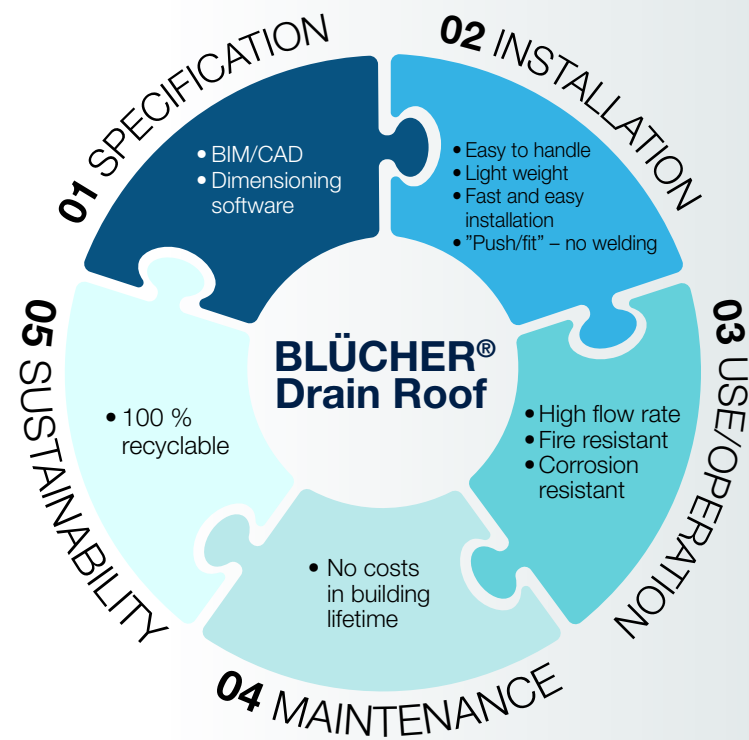 01 SPECIFICATION
• BIM/CAD
• Dimensioning
software
02 INSTALLATION
• Easy to handle
• Light weight
• Fast and easy
installation
• ”Push/fit” – no welding
03 USE/OPERATION
• High flow rate
• Fire resistant
• Corrosion
resistant
04 MAINTENANCE
• No costs
in building
lifetime
05 SUSTAINABILITY
• 100 %
recyclable
BLÜCHER®
Drain Roof